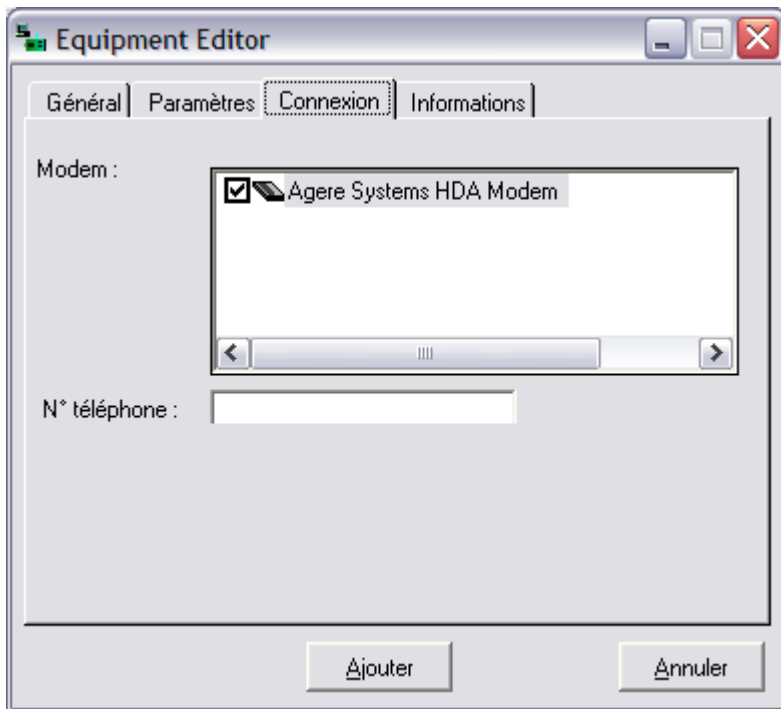 Equipment Editor
Général Paramètres Connexion Informations
Modem :
Agere Systems HDA Modem
N° téléphone :
Ajouter Annuler